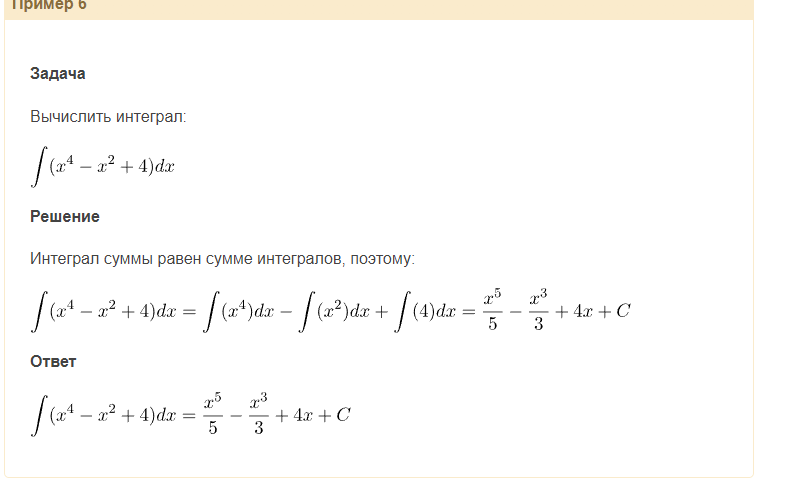 Пример 6
Задача
Вычислить интеграл:
∫(x⁴ − x² + 4)dx
Решение
Интеграл суммы равен сумме интегралов, поэтому:
∫(x⁴ − x² + 4)dx = ∫(x⁴)dx − ∫(x²)dx + ∫(4)dx = x⁵/5 − x³/3 + 4x + C
Ответ
∫(x⁴ − x² + 4)dx = x⁵/5 − x³/3 + 4x + C